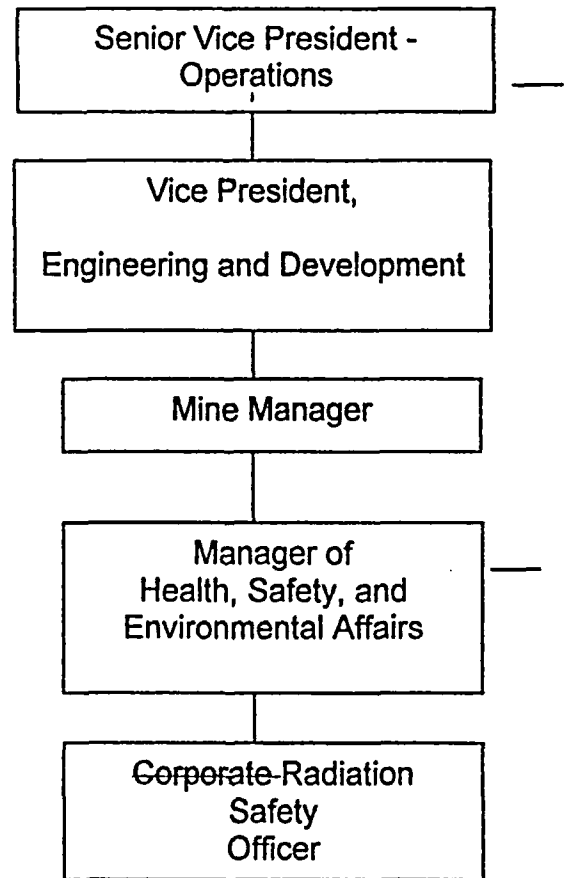 Senior Vice President -
Operations
Vice President,
Engineering and Development
Mine Manager
Manager of
Health, Safety, and
Environmental Affairs
Corporate Radiation
Safety
Officer